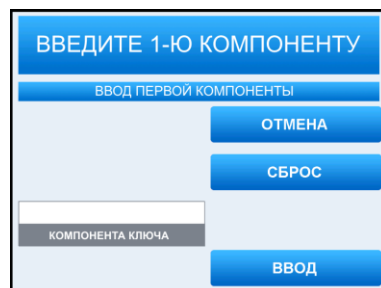 ВВЕДИТЕ 1-Ю КОМПОНЕНТУ
ВВОД ПЕРВОЙ КОМПОНЕНТЫ
ОТМЕНА
СБРОС
КОМПОНЕНТА КЛЮЧА
ВВОД